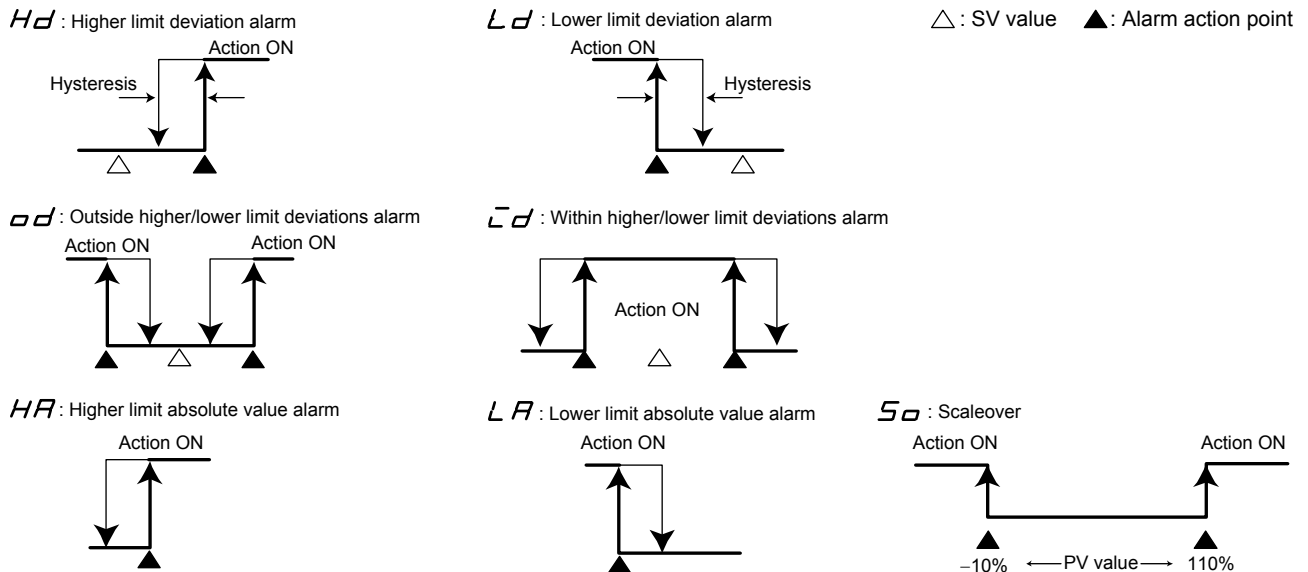 Hd : Higher limit deviation alarm
Ld : Lower limit deviation alarm
△ : SV value ▲ : Alarm action point
Action ON
Hysteresis
Action ON
Hysteresis
od : Outside higher/lower limit deviations alarm
id : Within higher/lower limit deviations alarm
Action ON
Action ON
Action ON
HA : Higher limit absolute value alarm
LA : Lower limit absolute value alarm
So : Scaleover
Action ON
Action ON
Action ON
Action ON
−10% ←PV value→ 110%